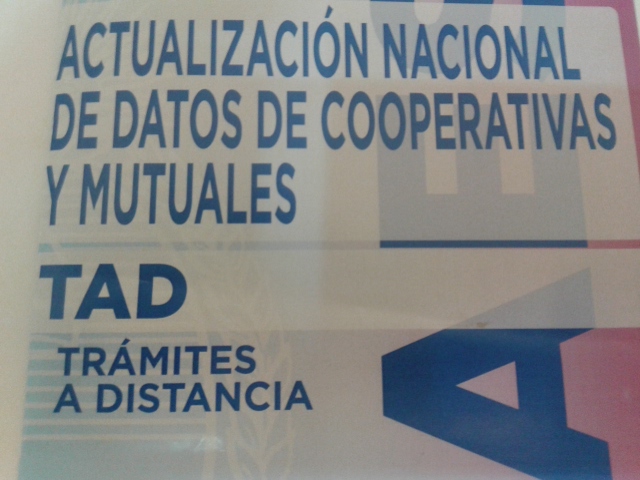 ACTUALIZACIÓN NACIONAL
DE DATOS DE COOPERATIVAS
Y MUTUALES
TAD
TRÁMITES
A DISTANCIA